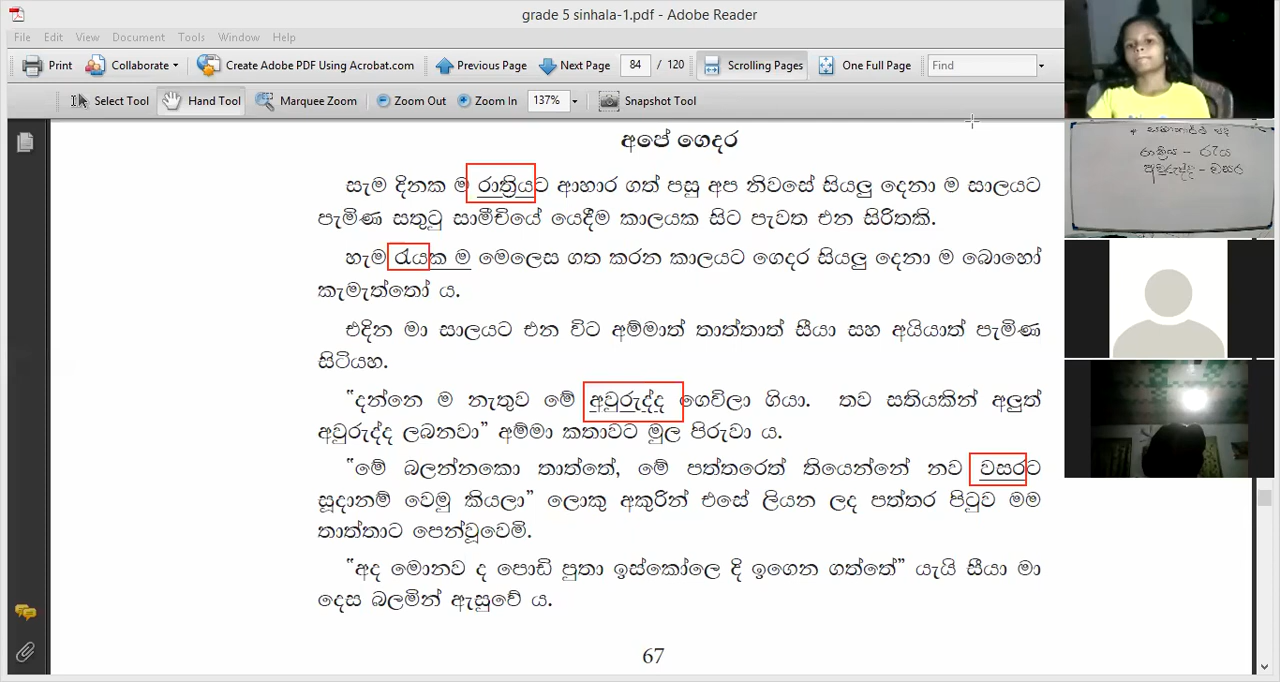 grade 5 sinhala-1.pdf - Adobe Reader
File Edit View Document Tools Window Help
Print Collaborate Create Adobe PDF Using Acrobat.com Previous Page Next Page 84 / 120 Scrolling Pages One Full Page Find
Select Tool Hand Tool Marquee Zoom Zoom Out Zoom In 137% Snapshot Tool
අපේ ගෙදර
සැම දිනක ම රාත්‍රියට ආහාර ගත් පසු අප නිවසේ සියලු දෙනා ම සාලයට
පැමිණ සතුටු සාමීචියේ යෙදීම කාලයක සිට පැවත එන සිරිතකි.
හැම රැයක ම මෙලෙස ගත කරන කාලයට ගෙදර සියලු දෙනා ම බොහෝ
කැමැත්තෝ ය.
එදින මා සාලයට එන විට අම්මාත් තාත්තාත් සීයා සහ අයියාත් පැමිණ
සිටියහ.
“දන්නෙ ම නැතුව මේ අවුරුද්ද ගෙවිලා ගියා. තව සතියකින් අලුත්
අවුරුද්ද ලබනවා” අම්මා කතාවට මුල පිරුවා ය.
“මේ බලන්නකො තාත්තේ, මේ පත්තරෙත් තියෙන්නේ නව වසරට
සූදානම් වෙමු කියලා” ලොකු අකුරින් එසේ ලියන ලද පත්තර පිටුව මම
තාත්තාට පෙන්වූවෙමි.
“අද මොනව ද පොඩි පුතා ඉස්කෝලෙ දි ඉගෙන ගත්තේ” යැයි සීයා මා
දෙස බලමින් ඇසුවේ ය.
67
සමානාර්ථ පද
රාත්‍රිය - රැය
අවුරුද්ද - වසර